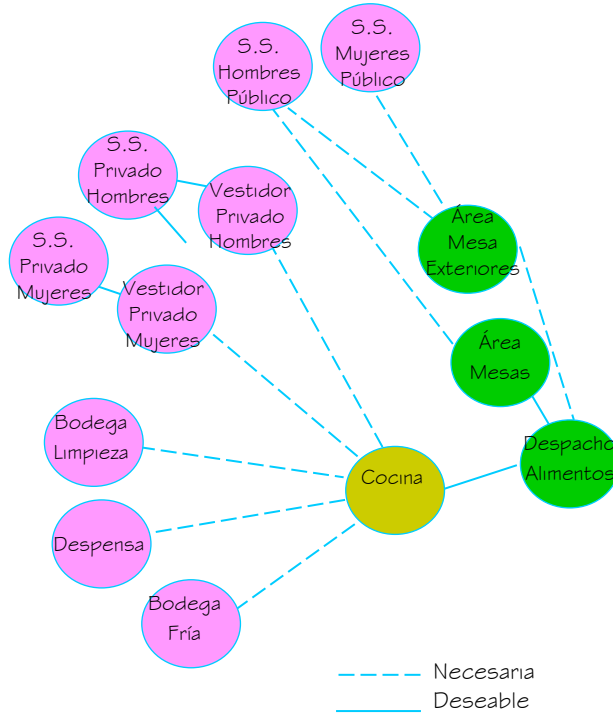 S.S.
Hombres
Público
S.S.
Mujeres
Público
S.S.
Privado
Hombres
Vestidor
Privado
Hombres
S.S.
Privado
Mujeres
Vestidor
Privado
Mujeres
Área
Mesa
Exteriores
Área
Mesas
Bodega
Limpieza
Cocina
Despacho
Alimentos
Despensa
Bodega
Fría
Necesaria
Deseable